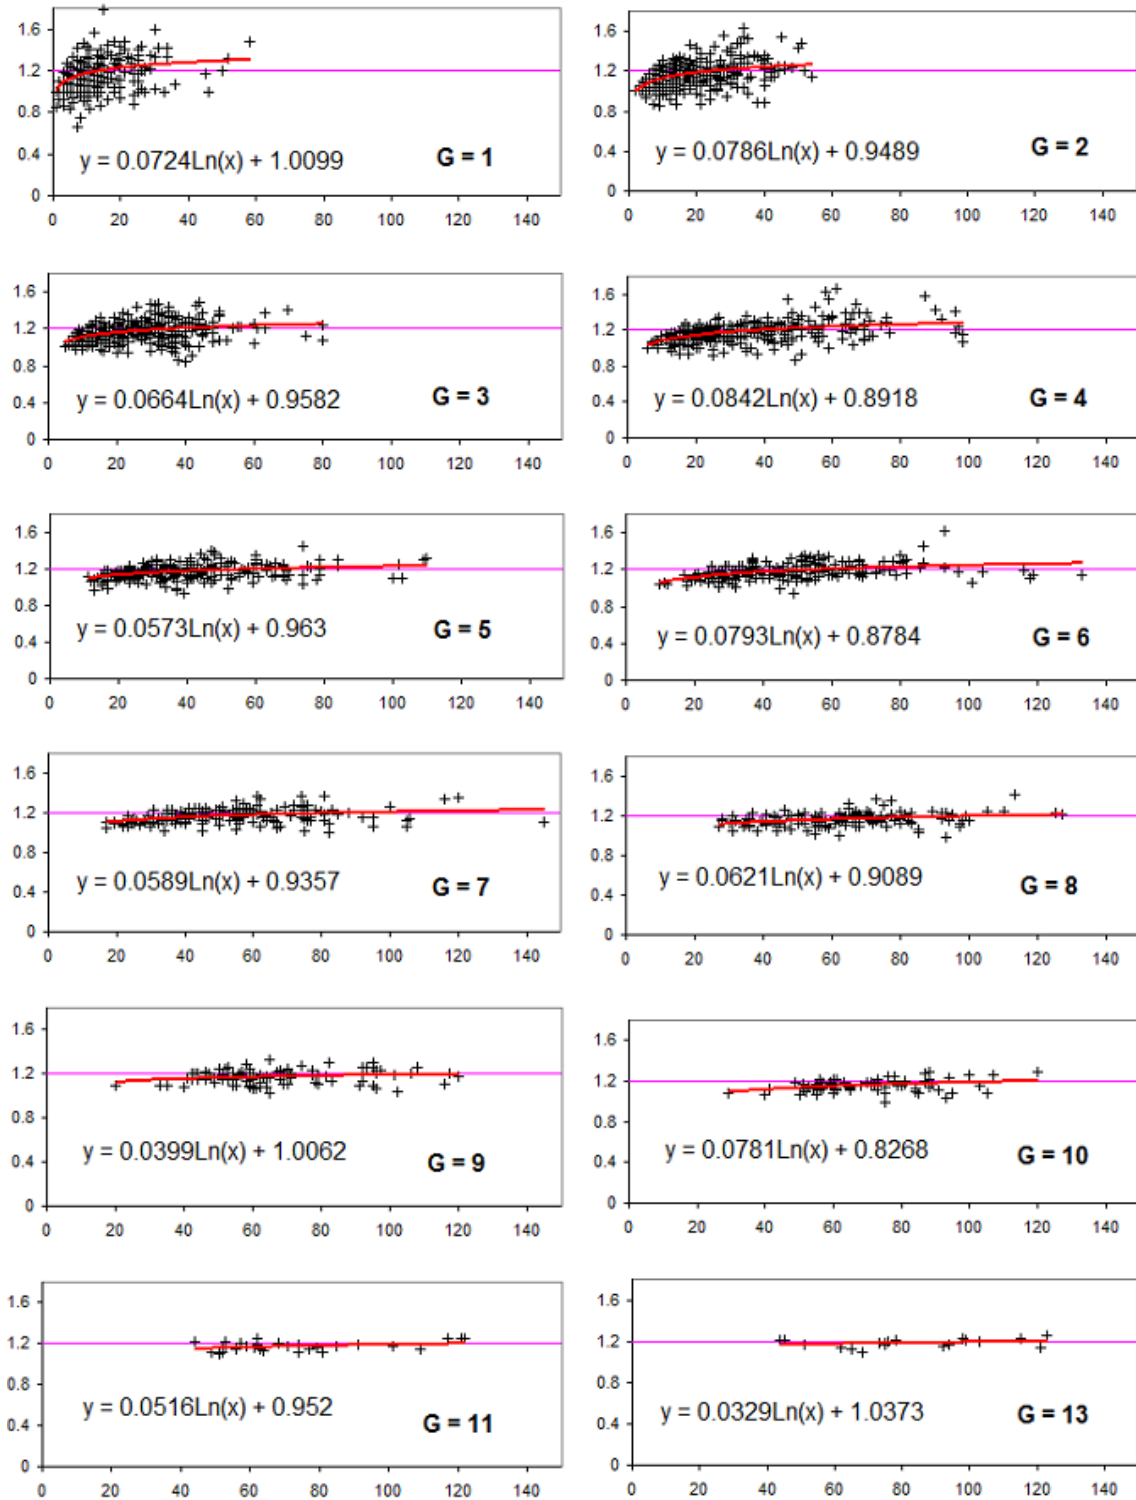 1.6
1.2
0.8
0.4
0
y = 0.0724Ln(x) + 1.0099
G = 1
0 20 40 60 80 100 120 140
1.6
1.2
0.8
0.4
0
y = 0.0786Ln(x) + 0.9489
G = 2
0 20 40 60 80 100 120 140
1.6
1.2
0.8
0.4
0
y = 0.0664Ln(x) + 0.9582
G = 3
0 20 40 60 80 100 120 140
1.6
1.2
0.8
0.4
0
y = 0.0842Ln(x) + 0.8918
G = 4
0 20 40 60 80 100 120 140
1.6
1.2
0.8
0.4
0
y = 0.0573Ln(x) + 0.963
G = 5
0 20 40 60 80 100 120 140
1.6
1.2
0.8
0.4
0
y = 0.0793Ln(x) + 0.8784
G = 6
0 20 40 60 80 100 120 140
1.6
1.2
0.8
0.4
0
y = 0.0589Ln(x) + 0.9357
G = 7
0 20 40 60 80 100 120 140
1.6
1.2
0.8
0.4
0
y = 0.0621Ln(x) + 0.9089
G = 8
0 20 40 60 80 100 120 140
1.6
1.2
0.8
0.4
0
y = 0.0399Ln(x) + 1.0062
G = 9
0 20 40 60 80 100 120 140
1.6
1.2
0.8
0.4
0
y = 0.0781Ln(x) + 0.8268
G = 10
0 20 40 60 80 100 120 140
1.6
1.2
0.8
0.4
0
y = 0.0516Ln(x) + 0.952
G = 11
0 20 40 60 80 100 120 140
1.6
1.2
0.8
0.4
0
y = 0.0329Ln(x) + 1.0373
G = 13
0 20 40 60 80 100 120 140